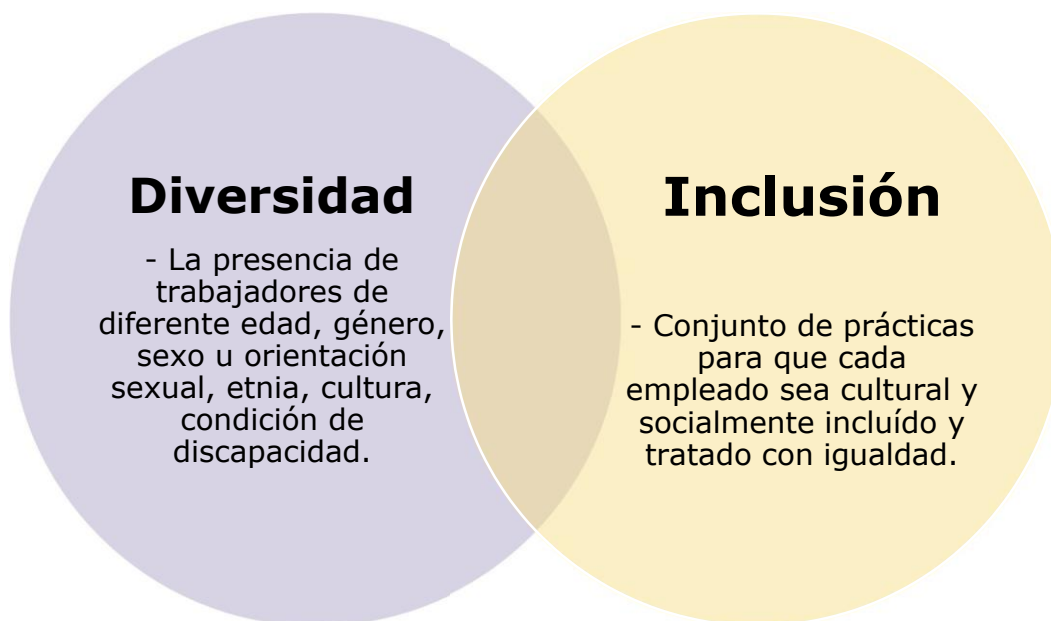 Diversidad
- La presencia de
trabajadores de
diferente edad, género,
sexo u orientación
sexual, etnia, cultura,
condición de
discapacidad.
Inclusión
- Conjunto de prácticas
para que cada
empleado sea cultural y
socialmente incluído y
tratado con igualdad.